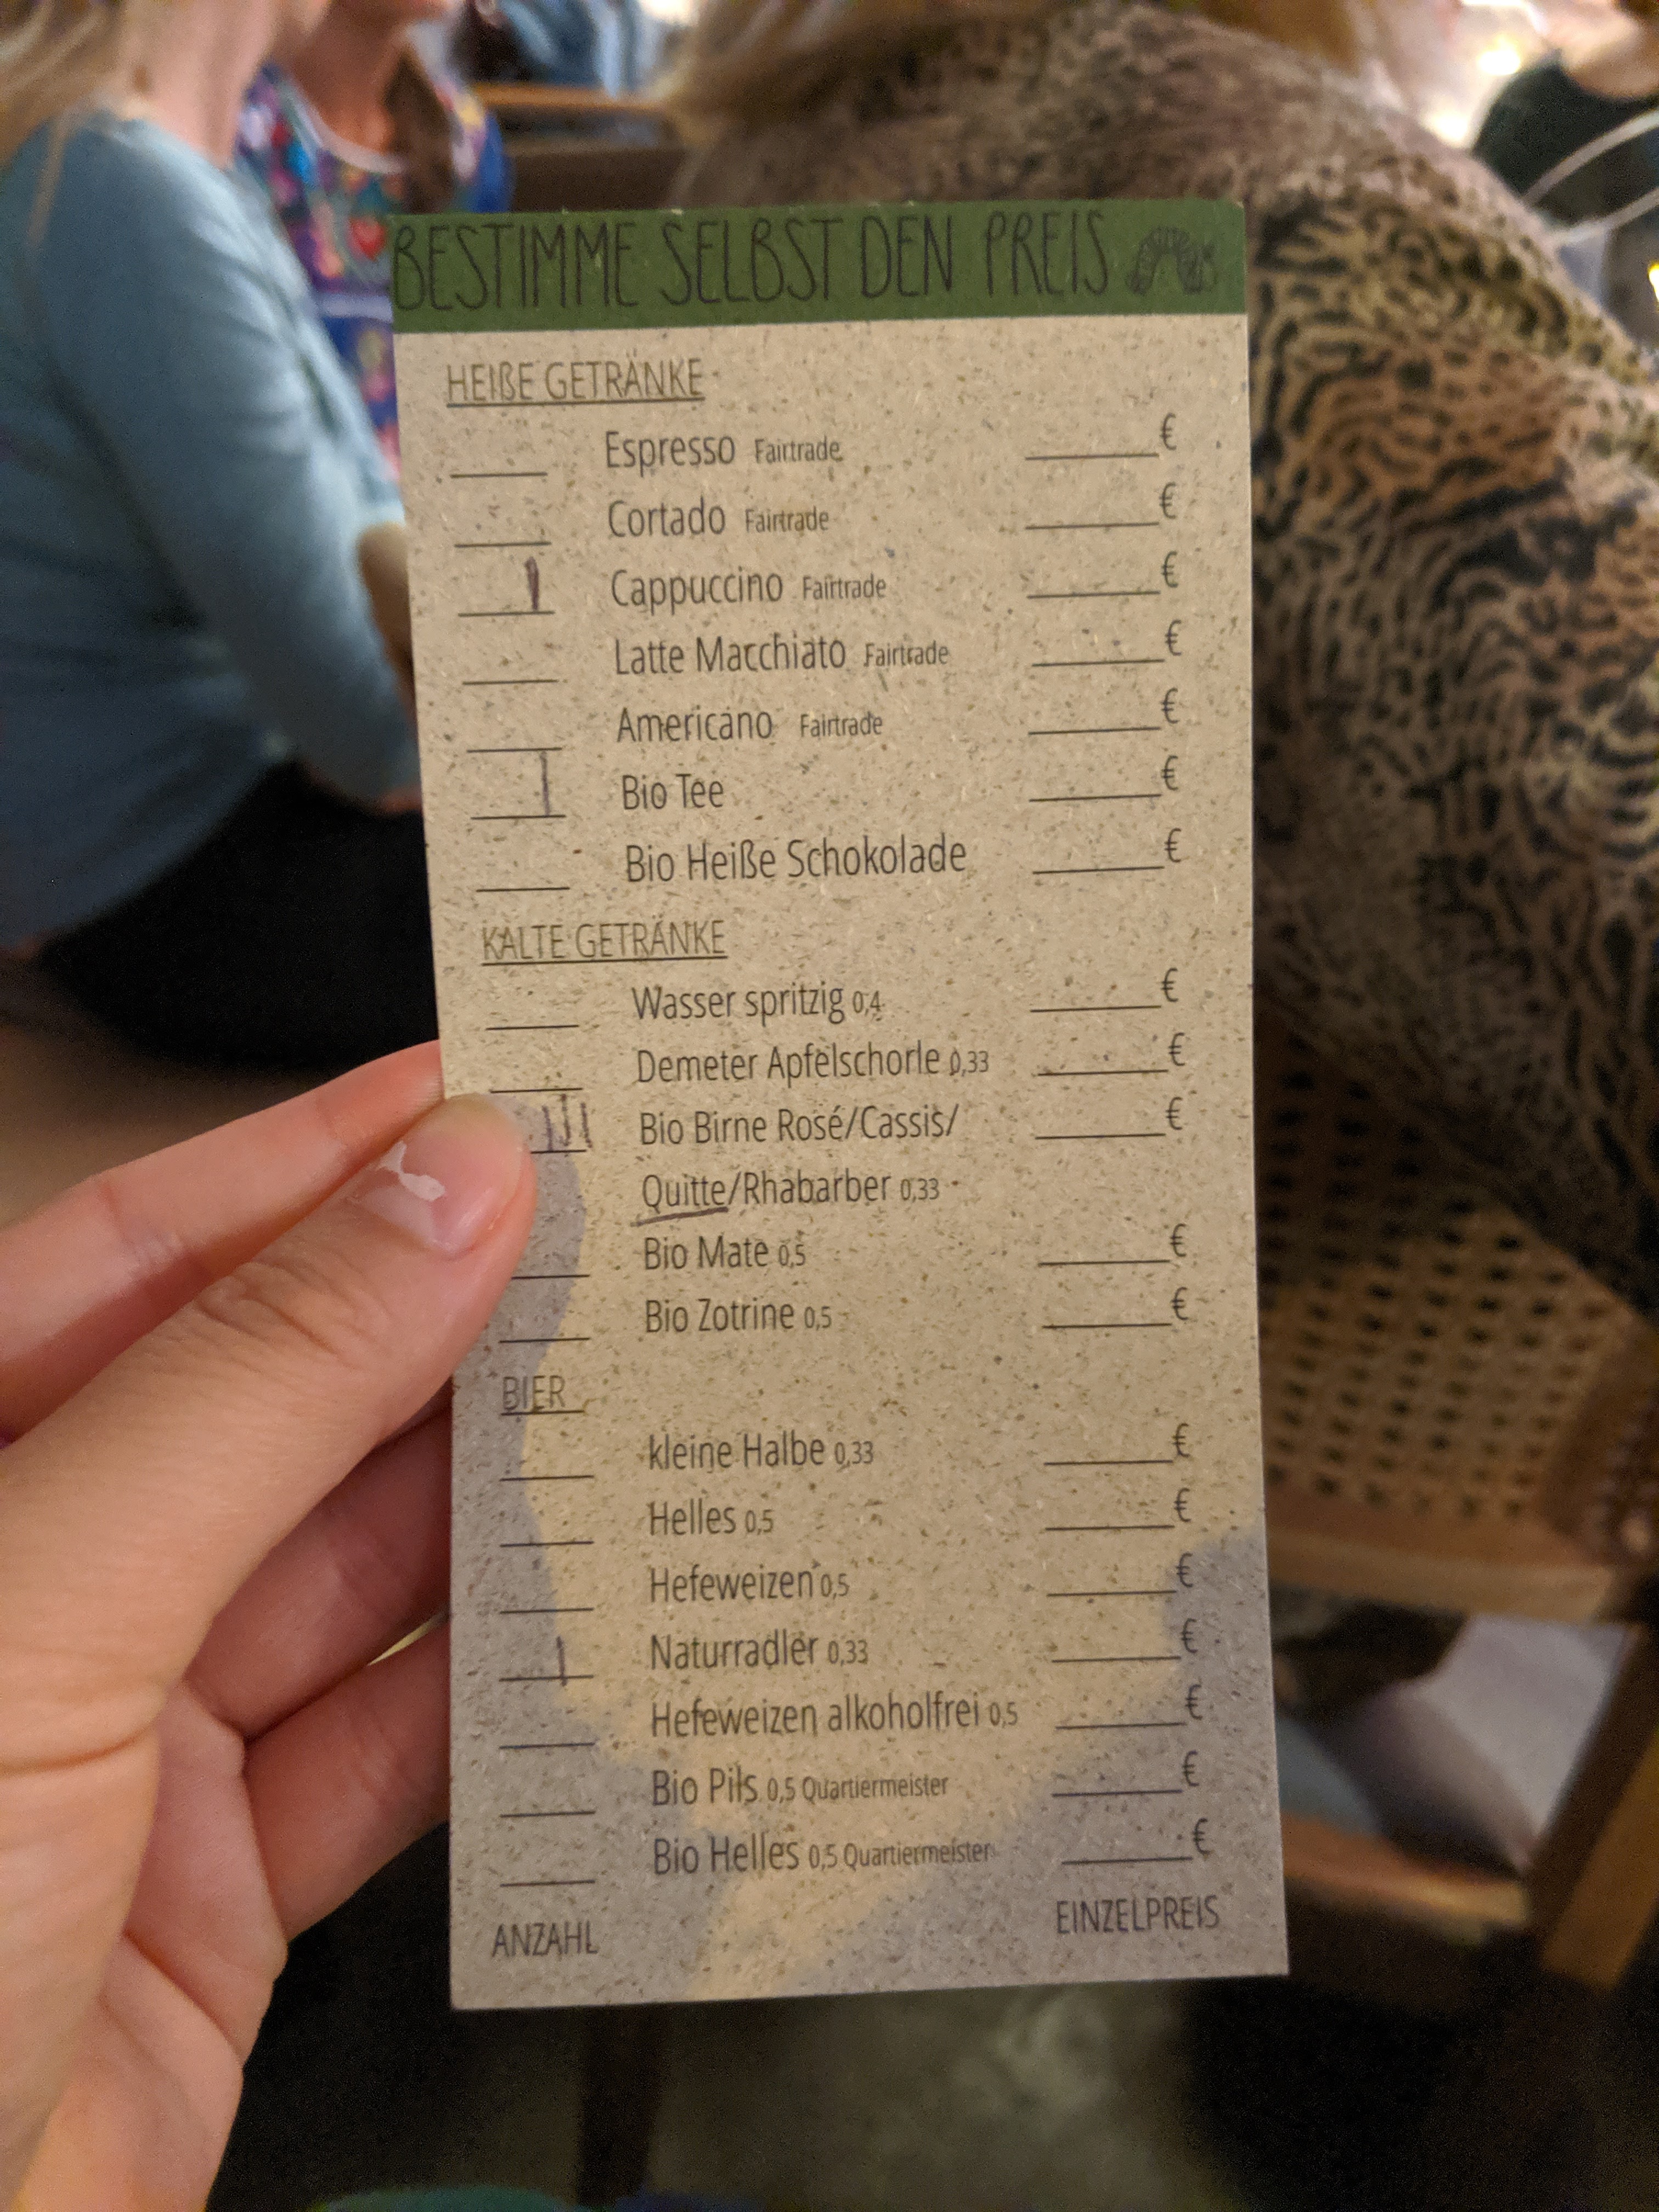 BESTIMME SELBST DEN PREIS
HEIßE GETRÄNKE
Espresso Fairtrade €
Cortado Fairtrade €
| Cappuccino Fairtrade €
Latte Macchiato Fairtrade €
Americano Fairtrade €
| Bio Tee €
Bio Heiße Schokolade €
KALTE GETRÄNKE
Wasser spritzig 0,4 €
Demeter Apfelschorle 0,33 €
||| Bio Birne Rosé/Cassis/ €
Quitte/Rhabarber 0,33
Bio Mate 0,5 €
Bio Zotrine 0,5 €
BIER
kleine Halbe 0,33 €
Helles 0,5 €
Hefeweizen 0,5 €
| Naturradler 0,33 €
Hefeweizen alkoholfrei 0,5 €
Bio Pils 0,5 Quartiermeister €
Bio Helles 0,5 Quartiermeister €
ANZAHL EINZELPREIS